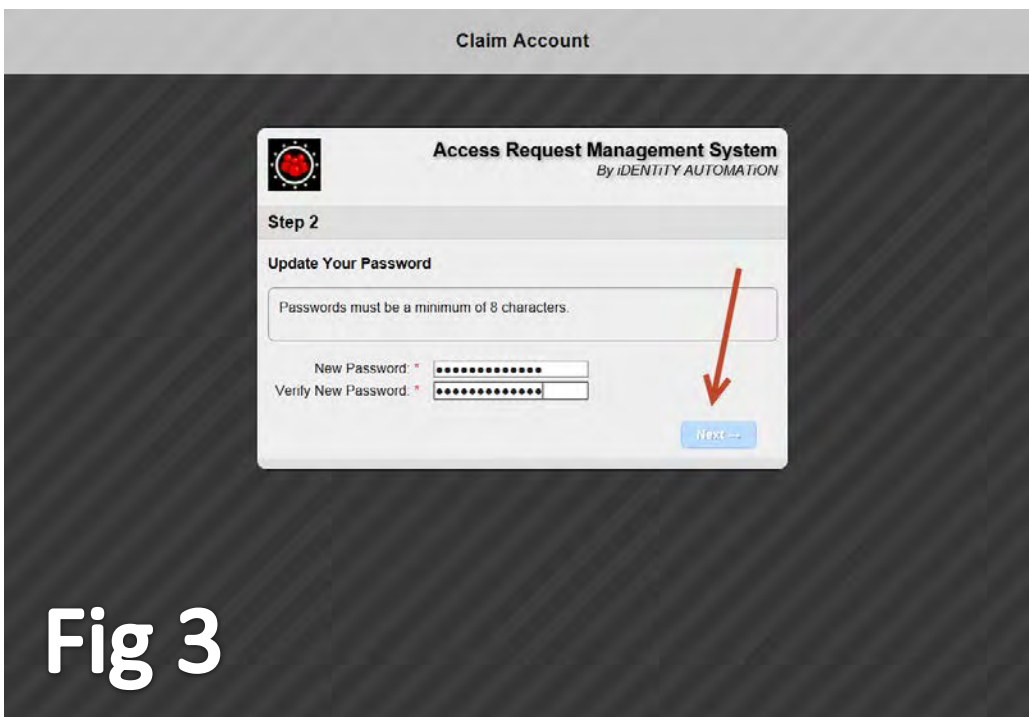 Claim Account
Access Request Management System
By iDENTiTY AUTOMATiON
Step 2
Update Your Password
Passwords must be a minimum of 8 characters.
New Password: * •••••••••••••
Verify New Password: * •••••••••••••
Next →
Fig 3